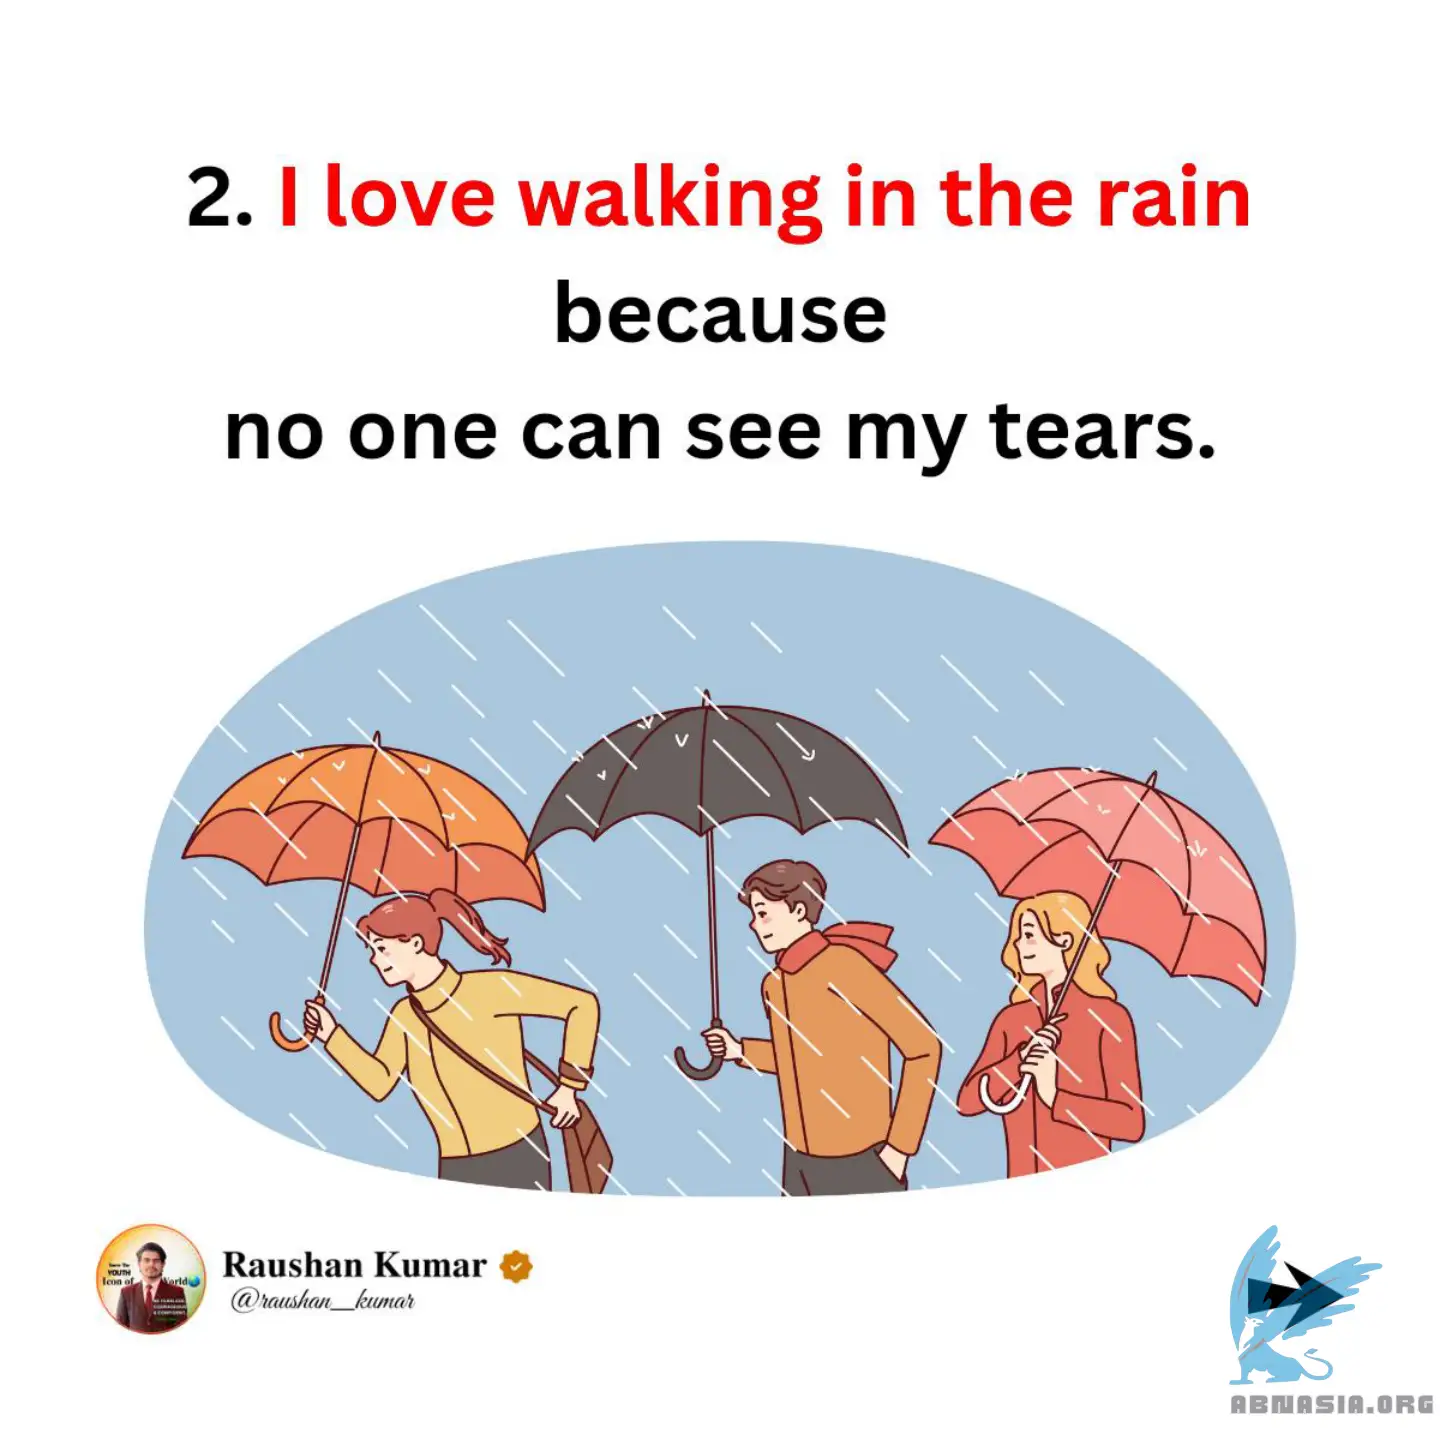 2. I love walking in the rain
because
no one can see my tears.
YOUTH
Icon of World
Raushan Kumar
@raushan__kumar
ABNASIA.ORG